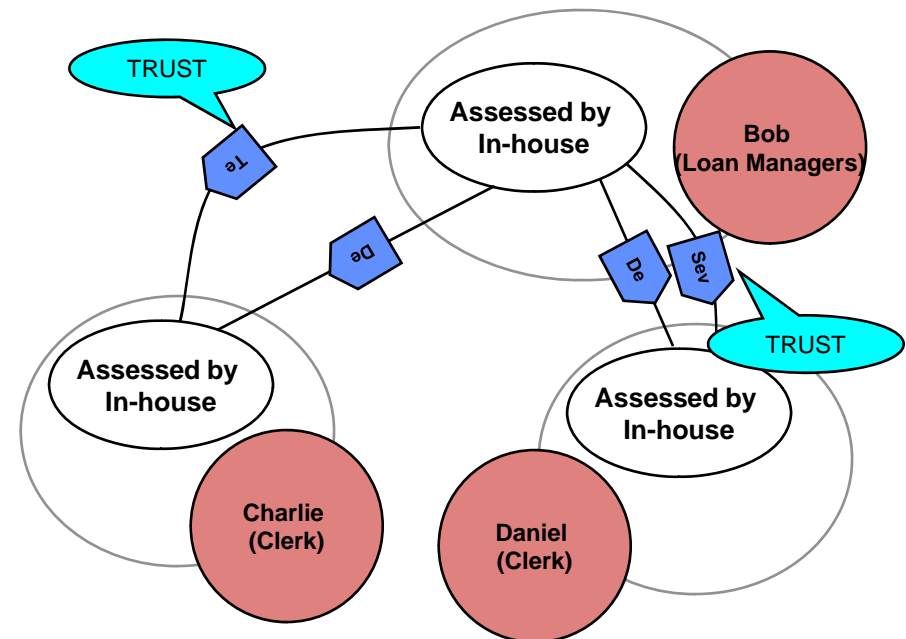 TRUST
Assessed by
In-house
Bob
(Loan Managers)
Te
De
De
Sev
TRUST
Assessed by
In-house
Assessed by
In-house
Charlie
(Clerk)
Daniel
(Clerk)